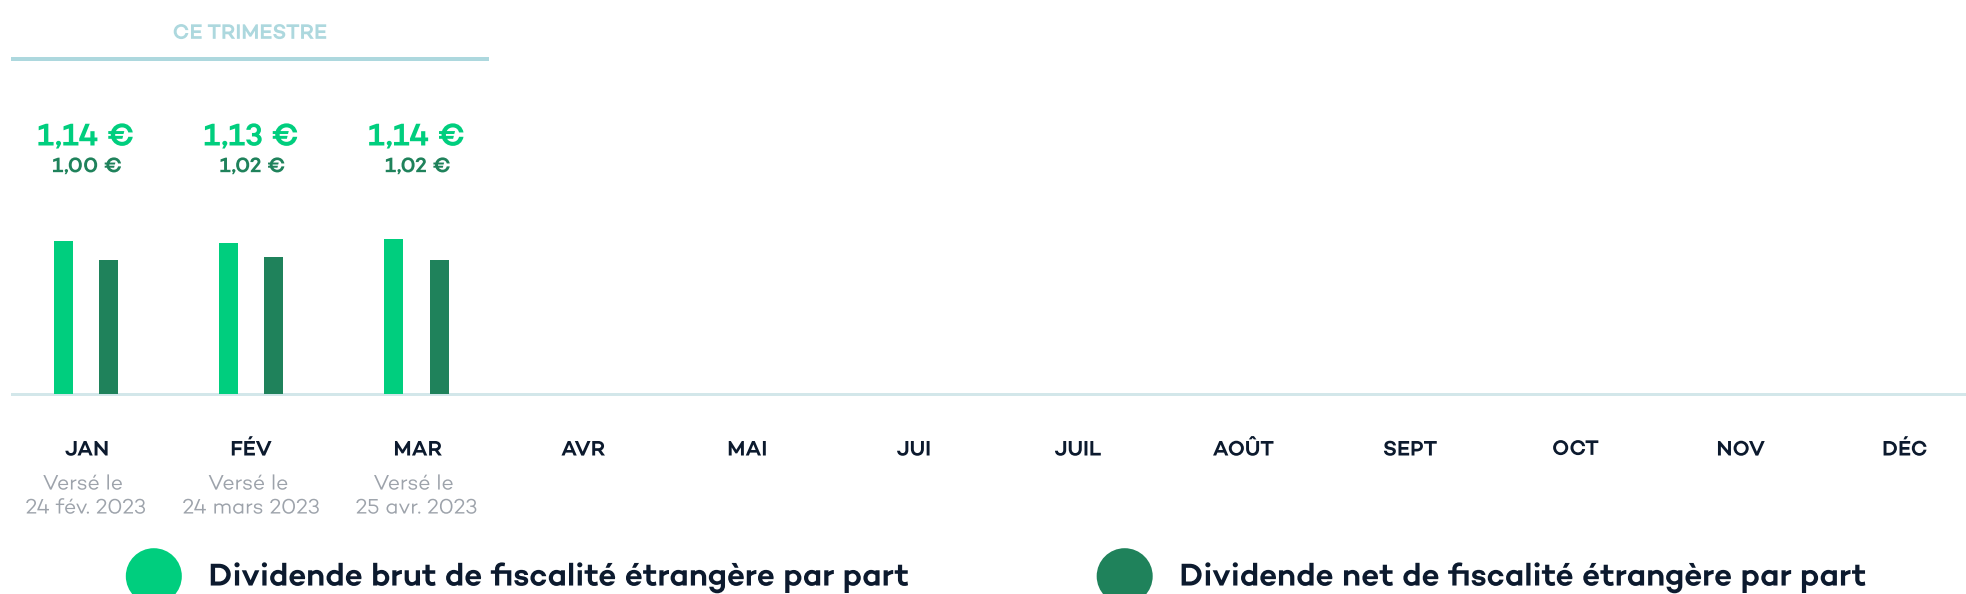 CE TRIMESTRE
1,14 € 1,13 € 1,14 €
1,00 € 1,02 € 1,02 €
JAN FÉV MAR AVR MAI JUI JUIL AOÛT SEPT OCT NOV DÉC
Versé le Versé le Versé le
24 fév. 2023 24 mars 2023 25 avr. 2023
Dividende brut de fiscalité étrangère par part Dividende net de fiscalité étrangère par part